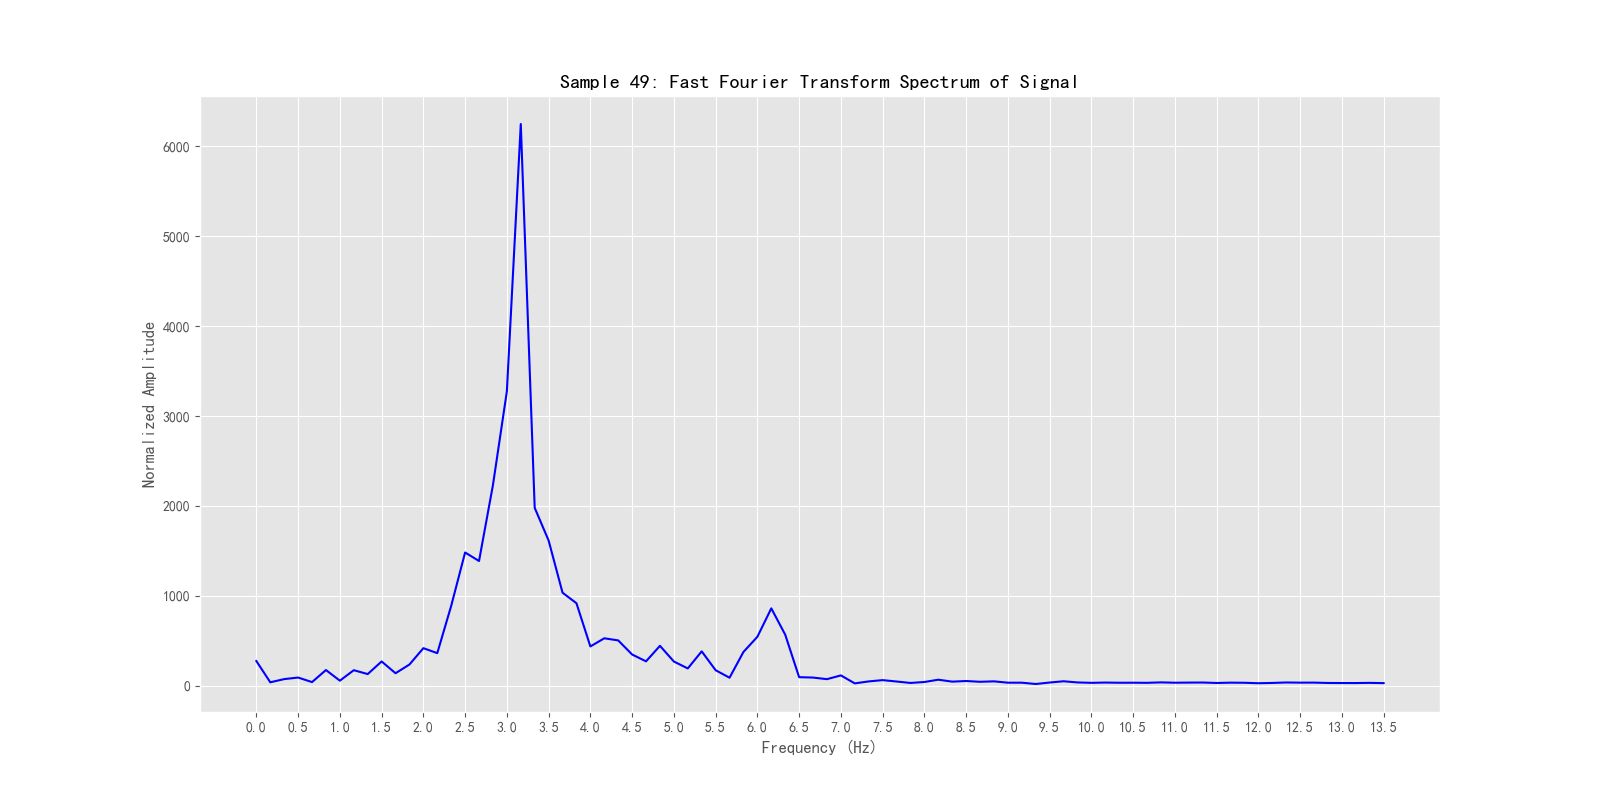 Sample 49: Fast Fourier Transform Spectrum of Signal
6000
5000
4000
3000
2000
1000
0
Normalized Amplitude
0.0 0.5 1.0 1.5 2.0 2.5 3.0 3.5 4.0 4.5 5.0 5.5 6.0 6.5 7.0 7.5 8.0 8.5 9.0 9.5 10.0 10.5 11.0 11.5 12.0 12.5 13.0 13.5
Frequency (Hz)